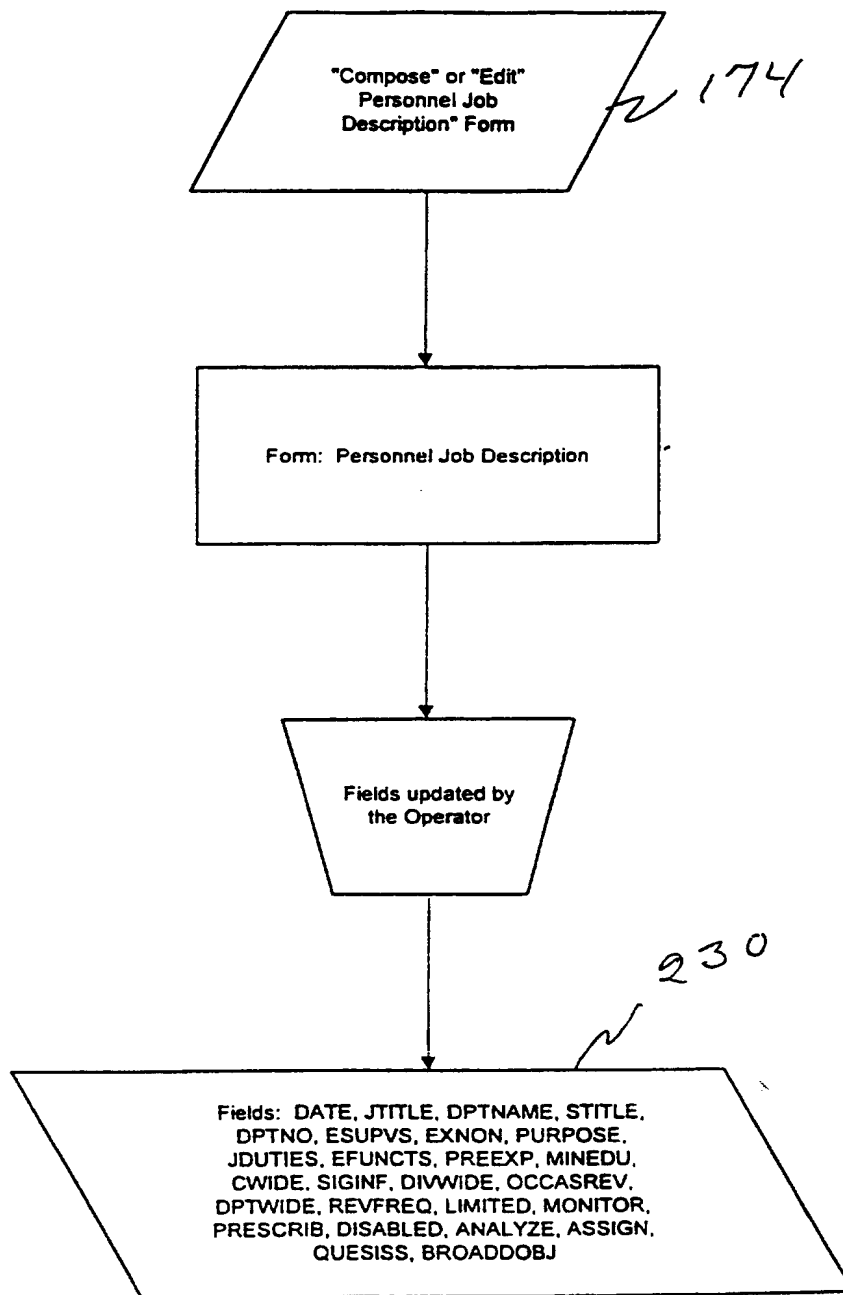 "Compose" or "Edit"
Personnel Job
Description" Form
174
Form: Personnel Job Description
Fields updated by
the Operator
230
Fields: DATE, JTITLE, DPTNAME, STITLE,
DPTNO, ESUPVS, EXNON, PURPOSE,
JDUTIES, EFUNCTS, PREEXP, MINEDU,
CWIDE, SIGINF, DIVWIDE, OCCASREV,
DPTWIDE, REVFREQ, LIMITED, MONITOR,
PRESCRIB, DISABLED, ANALYZE, ASSIGN,
QUESISS, BROADDOBJ